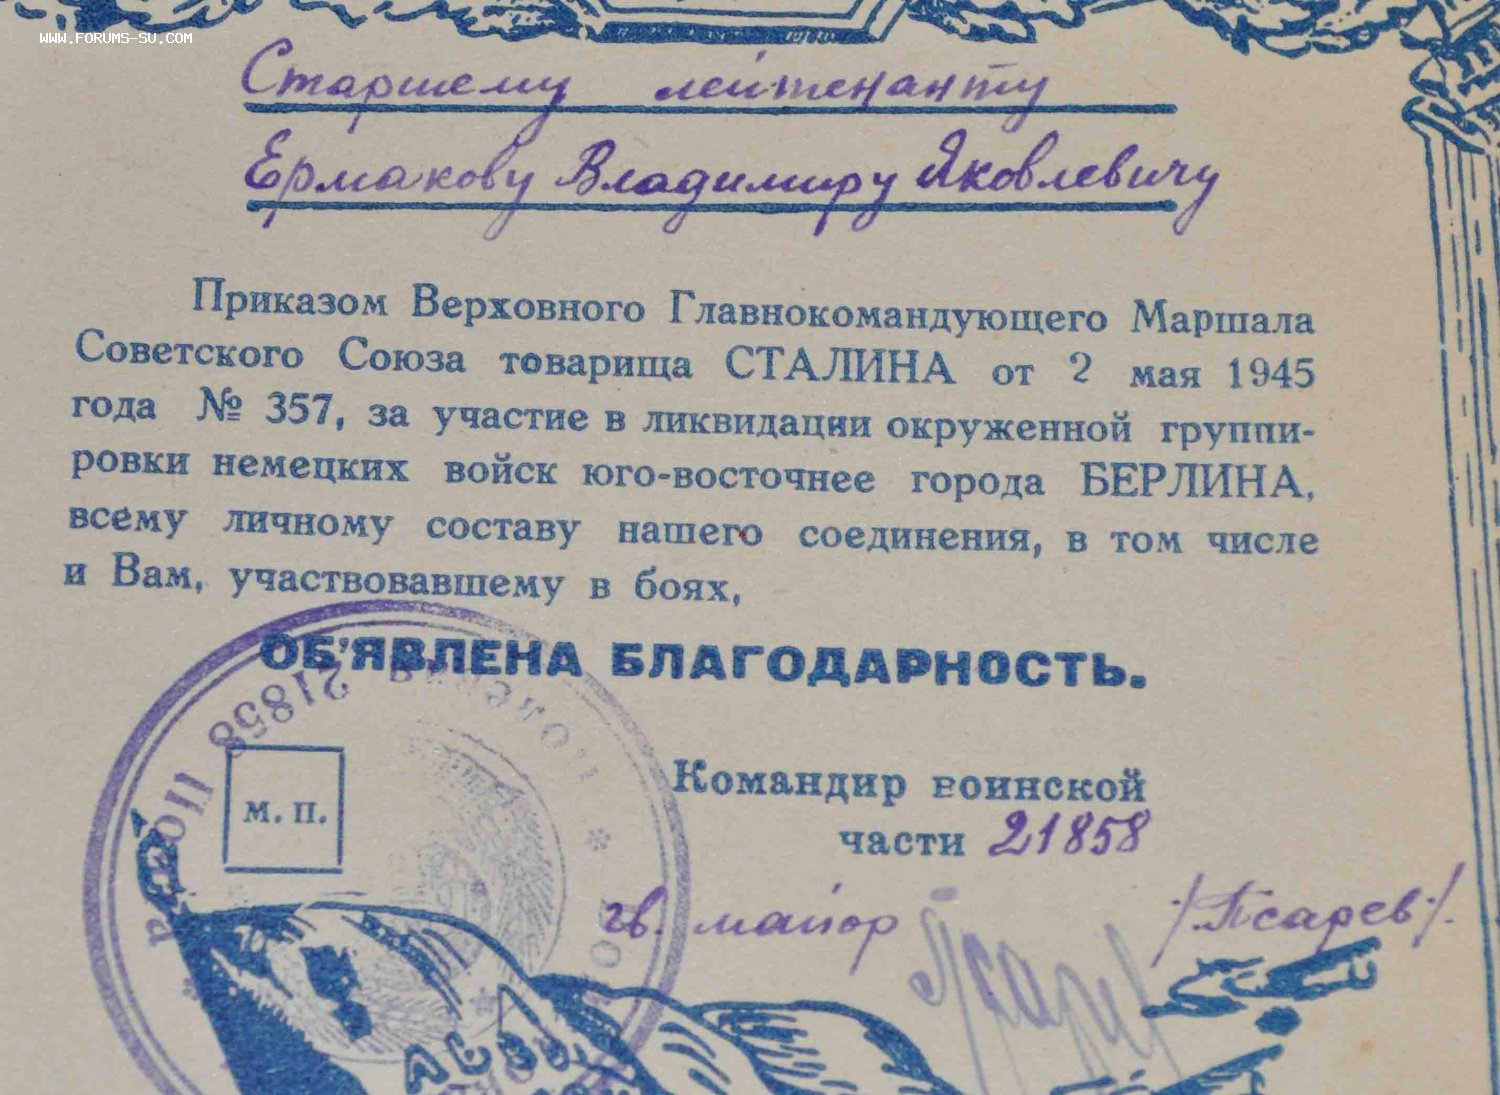 WWW.FORUMS-SU.COM
Старшему лейтенанту
Ермакову Владимиру Яковлевичу
Приказом Верховного Главнокомандующего Маршала
Советского Союза товарища СТАЛИНА от 2 мая 1945
года № 357, за участие в ликвидации окруженной группи-
ровки немецких войск юго-восточнее города БЕРЛИНА,
всему личному составу нашего соединения, в том числе
и Вам, участвовавшему в боях,
ОБ'ЯВЛЕНА БЛАГОДАРНОСТЬ.
21858
М. П.
Командир воинской
части 21858
гв. майор /Псарев/.